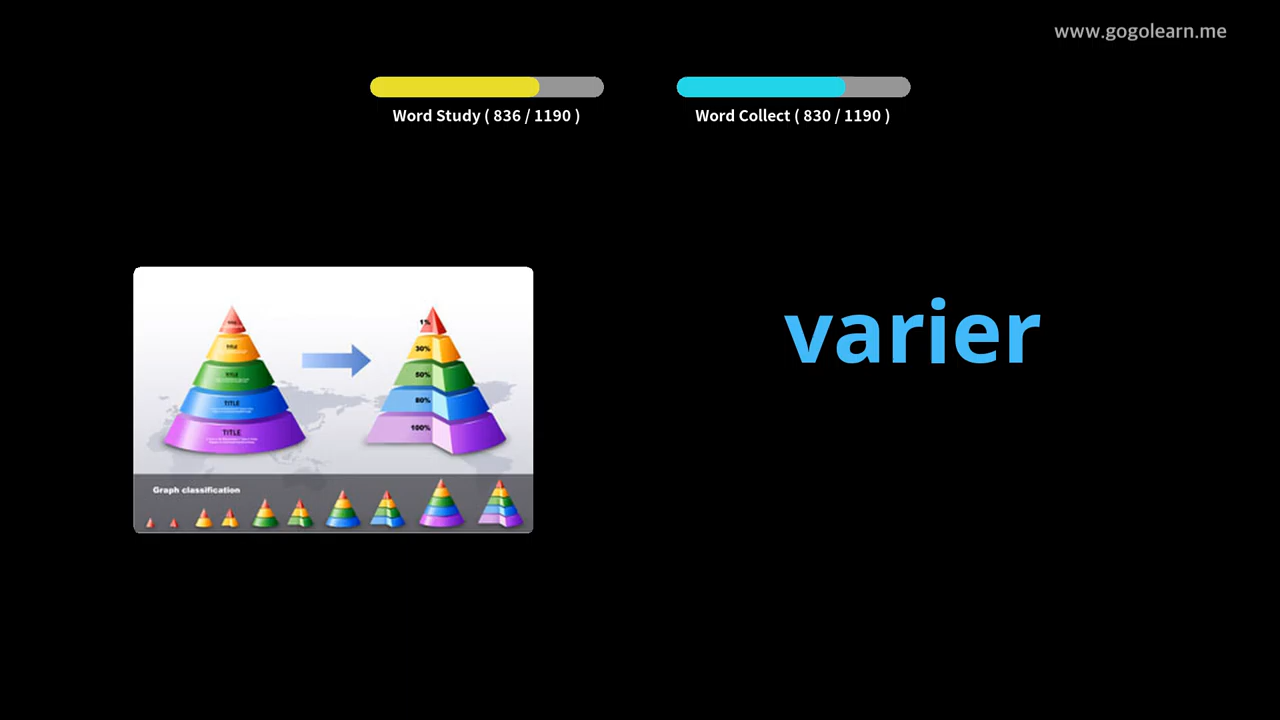 www.gogolearn.me
Word Study ( 836 / 1190 )
Word Collect ( 830 / 1190 )
varier
TITLE
TITLE
TITLE
TITLE
1%
30%
50%
80%
100%
Graph classification